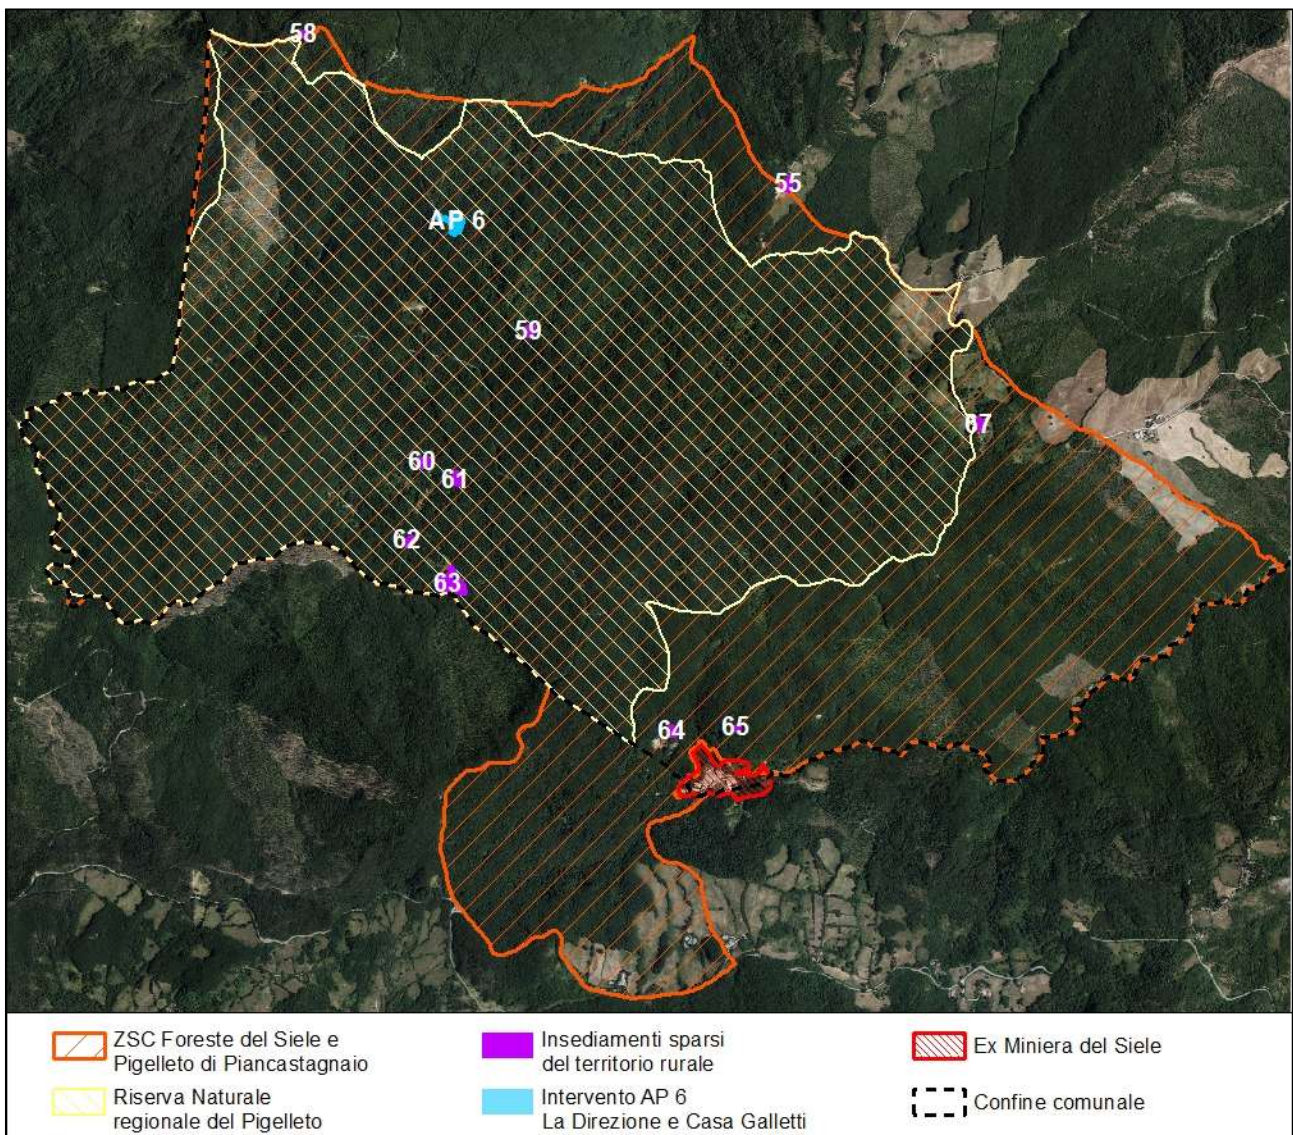 58
55
AP 6
59
67
60
61
62
63
64
65
ZSC Foreste del Siele e
Pigelleto di Piancastagnaio
Riserva Naturale
regionale del Pigelleto
Insediamenti sparsi
del territorio rurale
Intervento AP 6
La Direzione e Casa Galletti
Ex Miniera del Siele
Confine comunale